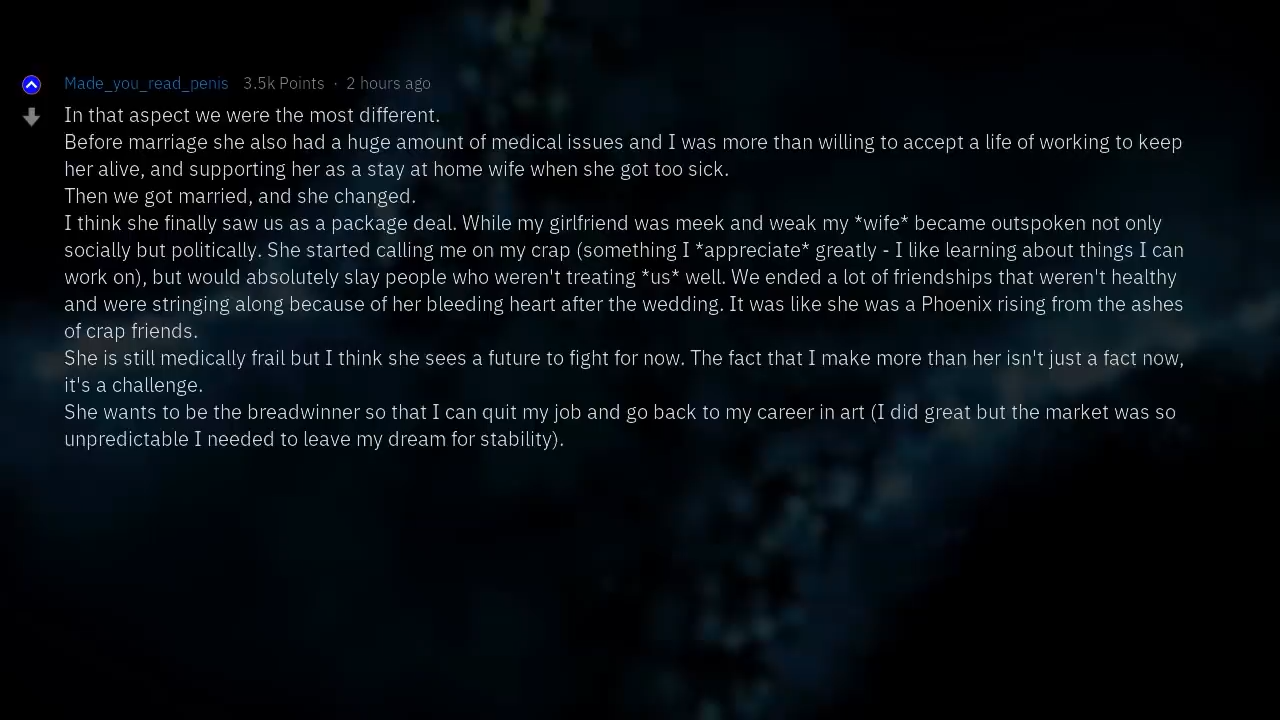 Made_you_read_penis 3.5k Points · 2 hours ago
In that aspect we were the most different.
Before marriage she also had a huge amount of medical issues and I was more than willing to accept a life of working to keep
her alive, and supporting her as a stay at home wife when she got too sick.
Then we got married, and she changed.
I think she finally saw us as a package deal. While my girlfriend was meek and weak my *wife* became outspoken not only
socially but politically. She started calling me on my crap (something I *appreciate* greatly - I like learning about things I can
work on), but would absolutely slay people who weren't treating *us* well. We ended a lot of friendships that weren't healthy
and were stringing along because of her bleeding heart after the wedding. It was like she was a Phoenix rising from the ashes
of crap friends.
She is still medically frail but I think she sees a future to fight for now. The fact that I make more than her isn't just a fact now,
it's a challenge.
She wants to be the breadwinner so that I can quit my job and go back to my career in art (I did great but the market was so
unpredictable I needed to leave my dream for stability).